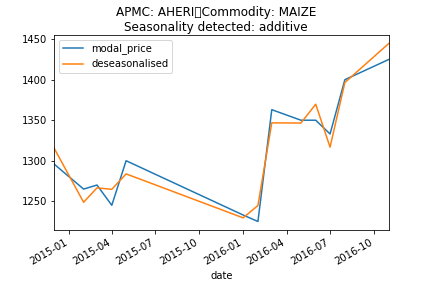 APMC: AHERI Commodity: MAIZE
Seasonality detected: additive
modal_price
deseasonalised
1450
1400
1350
1300
1250
2015-01
2015-04
2015-07
2015-10
2016-01
2016-04
2016-07
2016-10
date